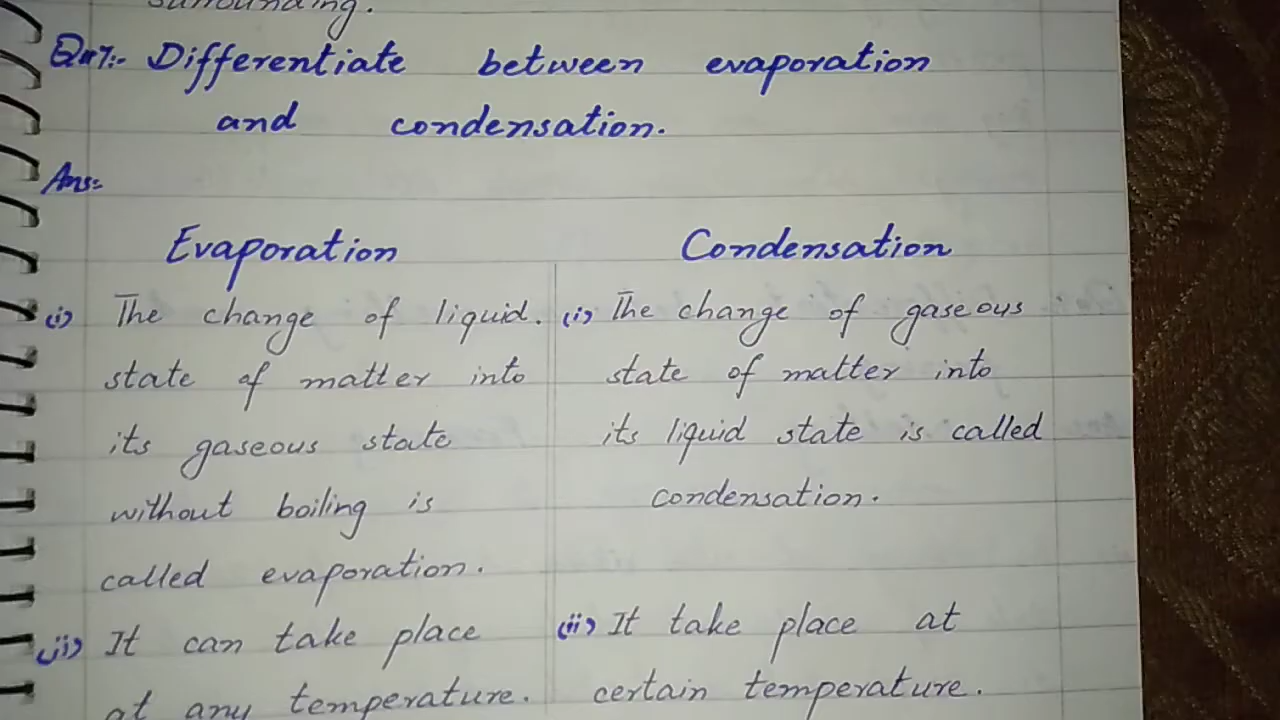 surrounding.
Q#7:- Differentiate between evaporation
and condensation.
Ans:
Evaporation
(i) The change of liquid.
state of matter into
its gaseous state
without boiling is
called evaporation.
(ii) It can take place
at any temperature.
Condensation
(i) The change of gaseous
state of matter into
its liquid state is called
condensation.
(ii) It take place at
certain temperature.